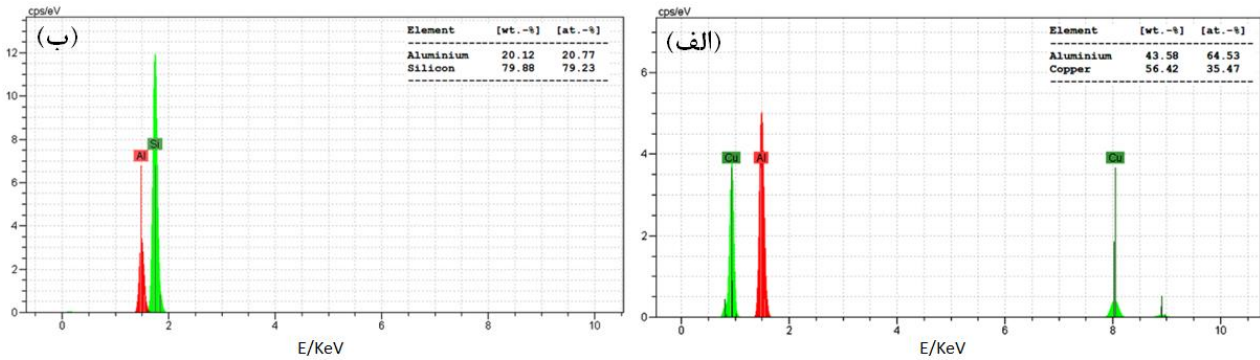 cps/eV
(ب)
Element [wt.-%] [at.-%]
Aluminium 20.12 20.77
Silicon 79.88 79.23
12
10
8
6
4
2
0
Al
Si
0 2 4 6 8 10
E/KeV
cps/eV
(الف)
Element [wt.-%] [at.-%]
Aluminium 43.58 64.53
Copper 56.42 35.47
6
4
2
0
Cu
Al
Cu
0 2 4 6 8 10
E/KeV